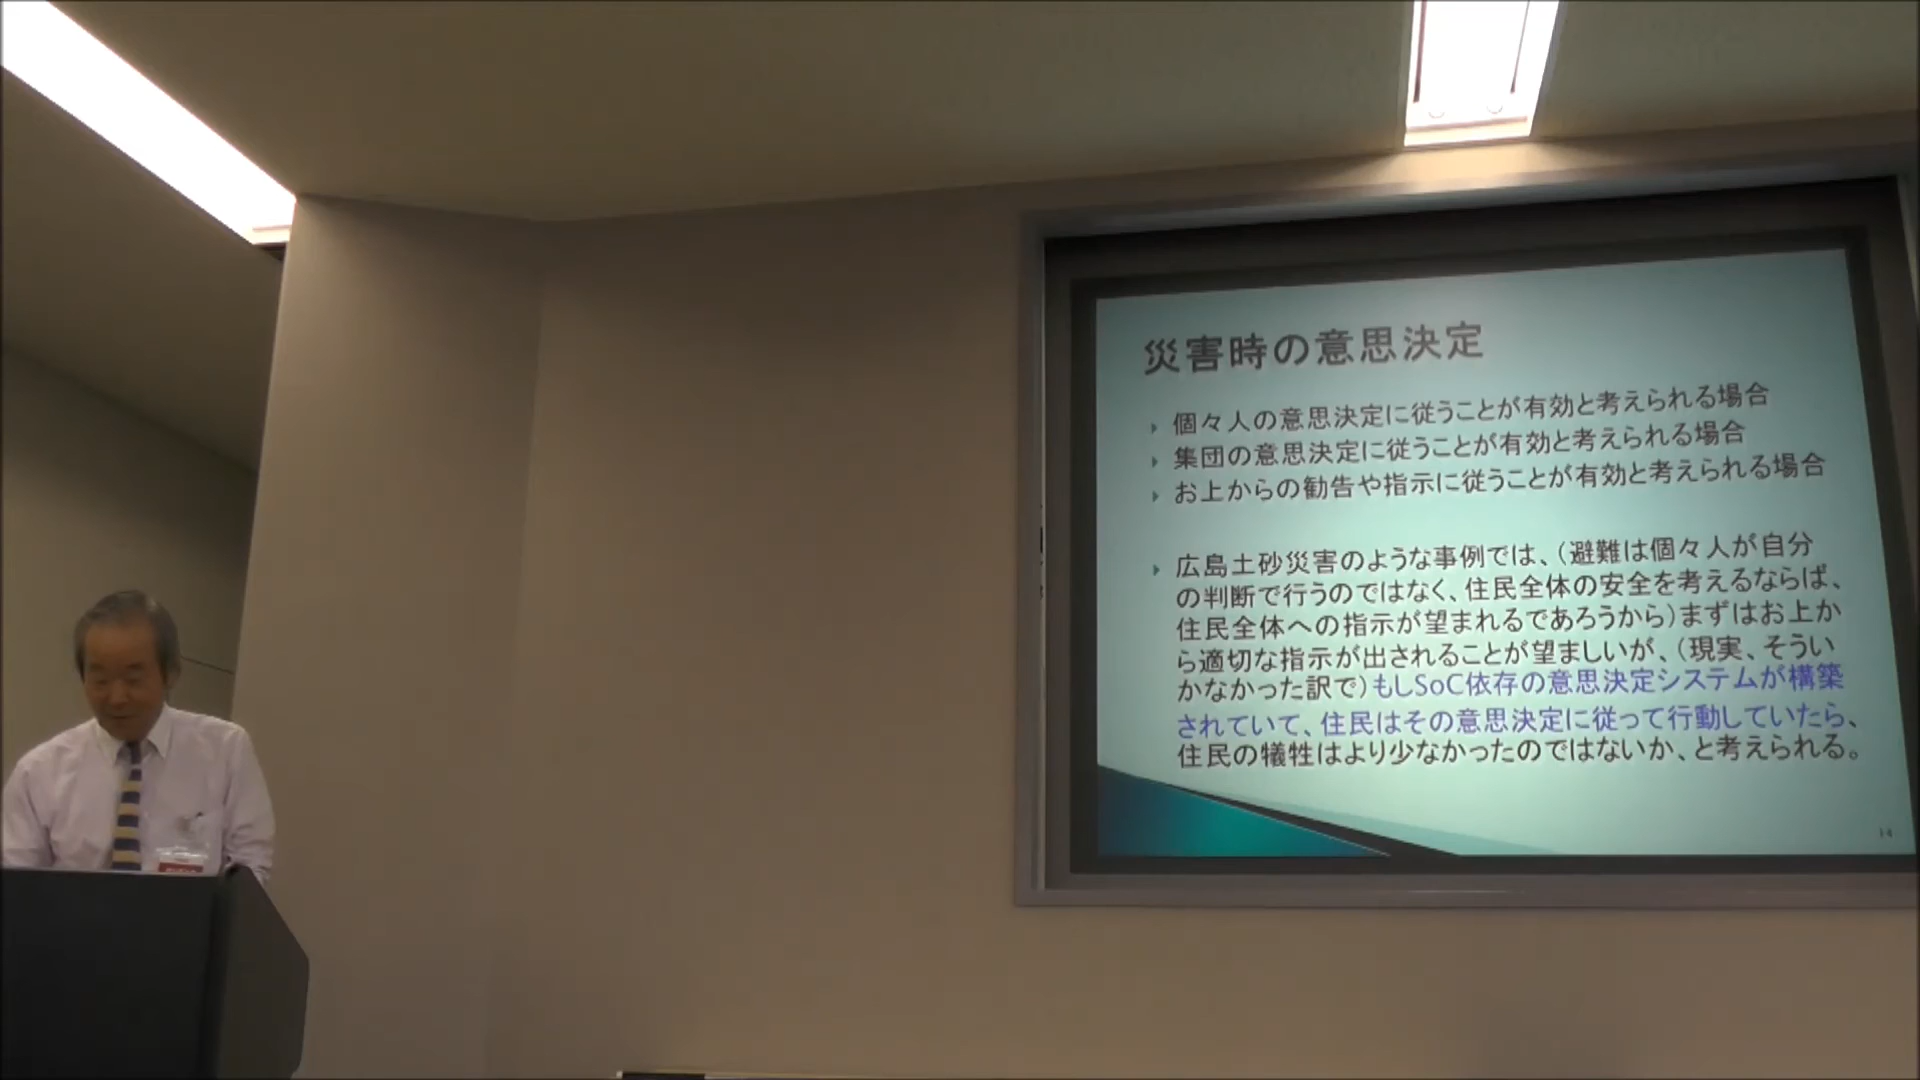 災害時の意思決定
個々人の意思決定に従うことが有効と考えられる場合
集団の意思決定に従うことが有効と考えられる場合
お上からの勧告や指示に従うことが有効と考えられる場合
広島土砂災害のような事例では、(避難は個々人が自分
の判断で行うのではなく、住民全体の安全を考えるならば、
住民全体への指示が望まれるであろうから)まずはお上か
ら適切な指示が出されることが望ましいが、(現実、そうい
かなかった訳で)もしSoC依存の意思決定システムが構築
されていて、住民はその意思決定に従って行動していたら、
住民の犠牲はより少なかったのではないか、と考えられる。
14